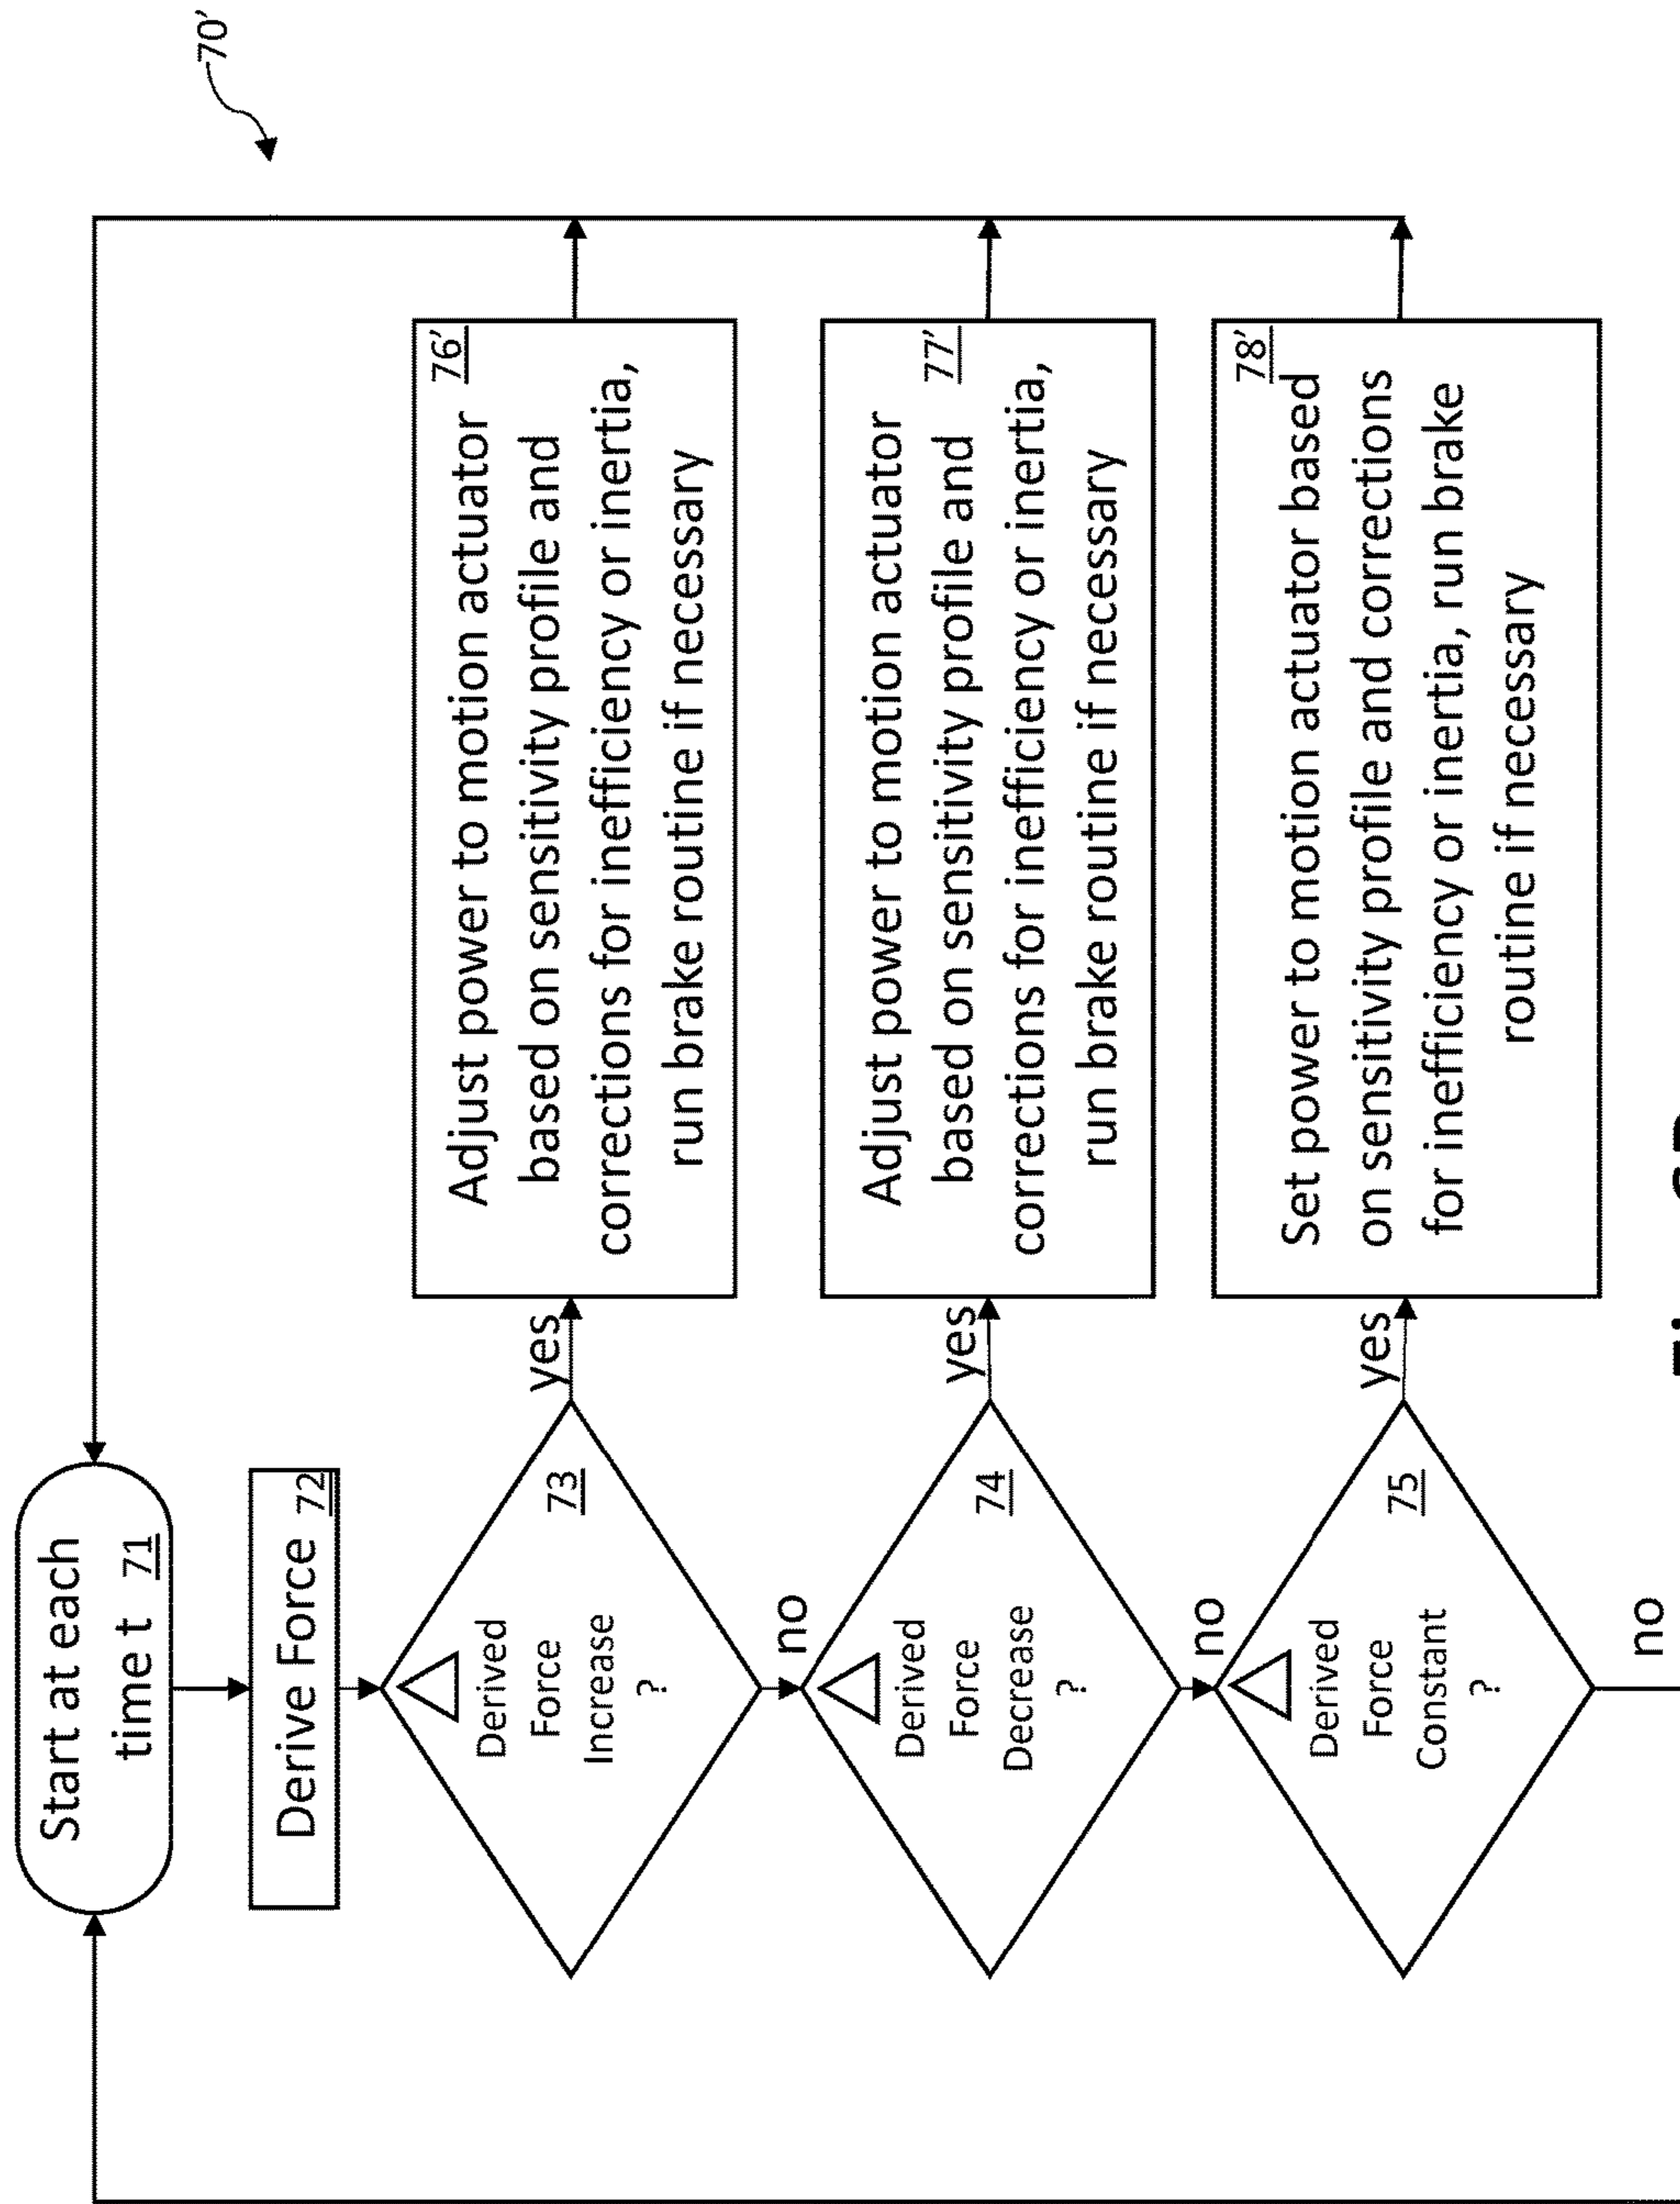 70'
Start at each
time t 71
Derive Force 72
Derived
Force
Increase
?
73
yes
76'
Adjust power to motion actuator
based on sensitivity profile and
corrections for inefficiency or inertia,
run brake routine if necessary
no
Derived
Force
Decrease
?
74
yes
77'
Adjust power to motion actuator
based on sensitivity profile and
corrections for inefficiency or inertia,
run brake routine if necessary
no
Derived
Force
Constant
?
75
yes
78'
Set power to motion actuator based
on sensitivity profile and corrections
for inefficiency or inertia, run brake
routine if necessary
no